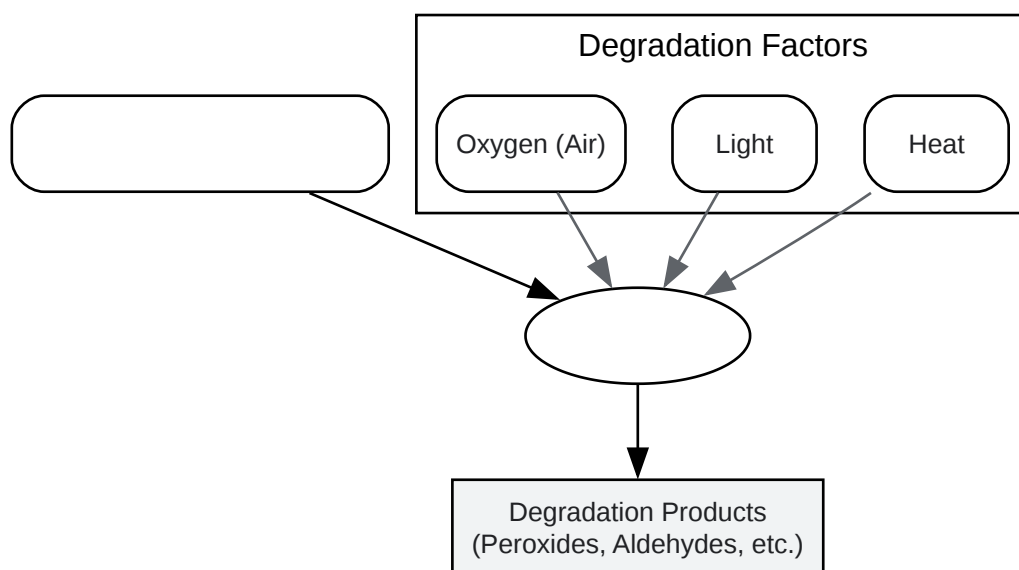 Degradation Factors
Oxygen (Air)
Light
Heat
Degradation Products
(Peroxides, Aldehydes, etc.)